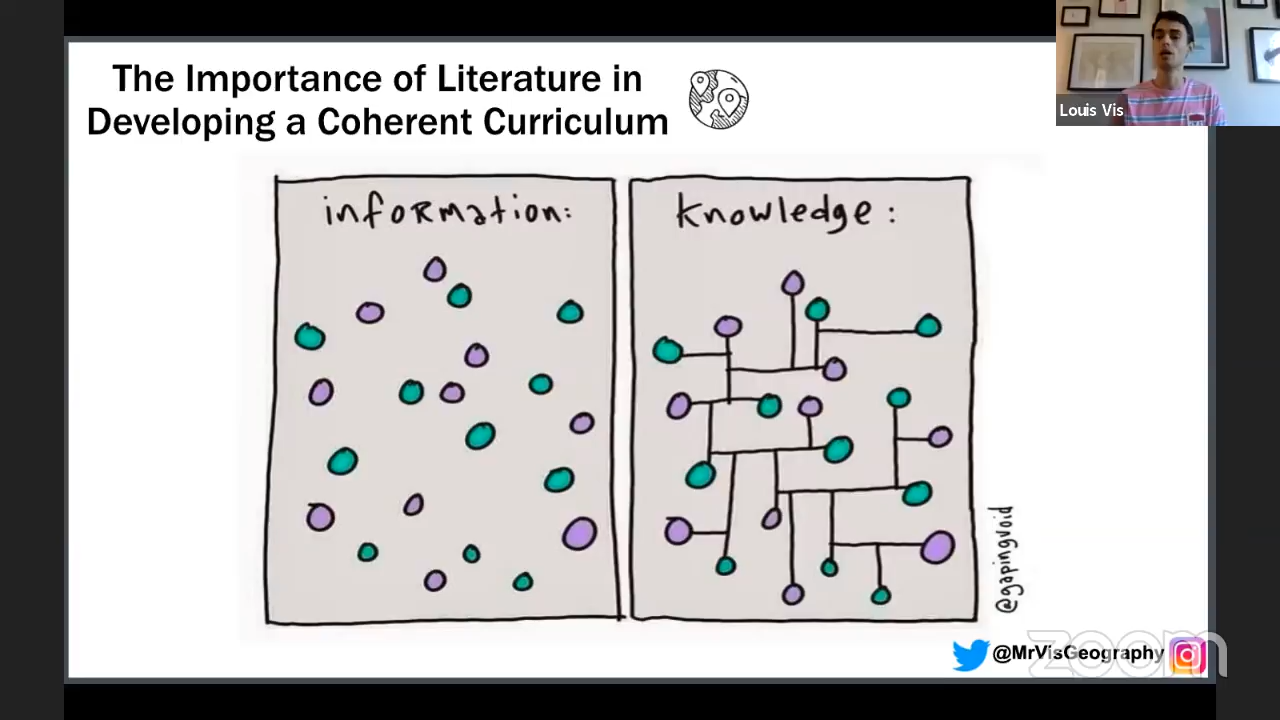 The Importance of Literature in
Developing a Coherent Curriculum
Louis Vis
information:
knowledge:
@gapingvoid
@MrVisGeography
zoom